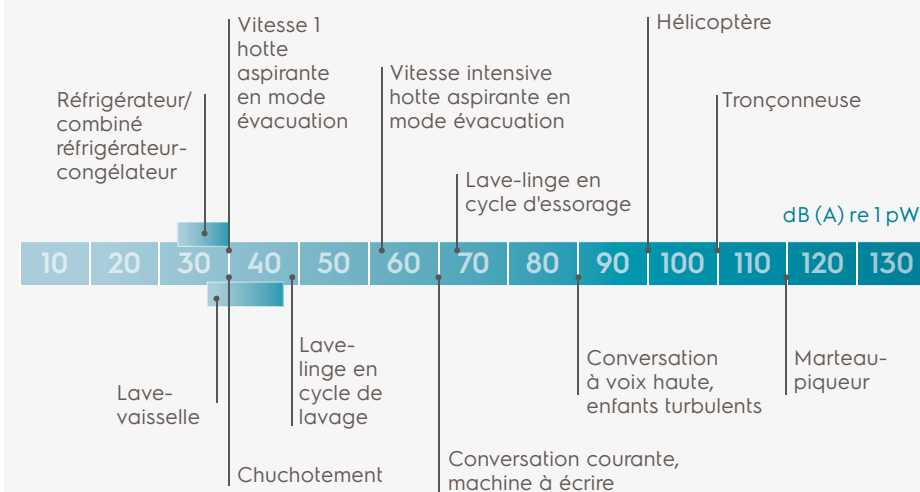 Vitesse 1
hotte
aspirante
en mode
évacuation
Hélicoptère
Réfrigérateur/
combiné
réfrigérateur-
congélateur
Vitesse intensive
hotte aspirante en
mode évacuation
Tronçonneuse
Lave-linge en
cycle d'essorage
dB (A) re 1 pW
10 20 30 40 50 60 70 80 90 100 110 120 130
Lave-
vaisselle
Lave-
linge en
cycle de
lavage
Conversation
à voix haute,
enfants turbulents
Marteau-
piqueur
Chuchotement
Conversation courante,
machine à écrire